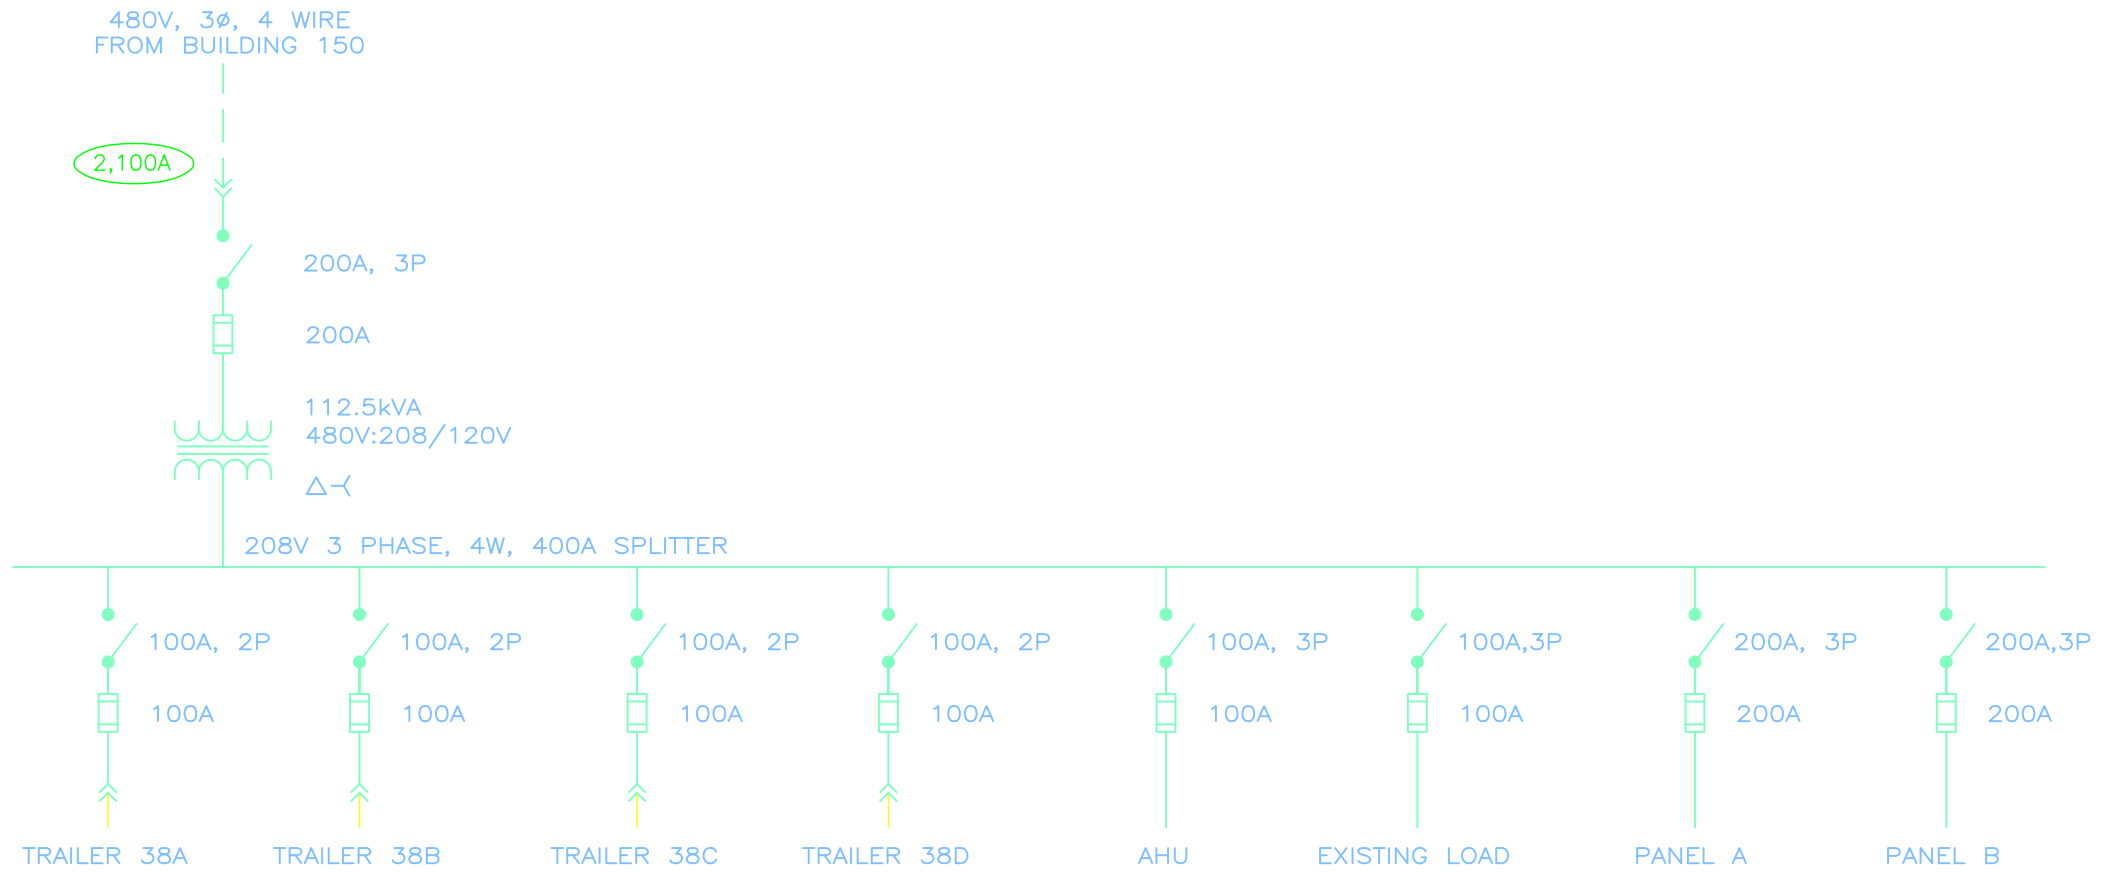 480V, 3ø, 4 WIRE
FROM BUILDING 150
2,100A
200A, 3P
200A
112.5kVA
480V:208/120V
208V 3 PHASE, 4W, 400A SPLITTER
100A, 2P
100A, 2P
100A, 2P
100A, 2P
100A, 3P
100A,3P
200A, 3P
200A,3P
100A
100A
100A
100A
100A
100A
200A
200A
TRAILER 38A
TRAILER 38B
TRAILER 38C
TRAILER 38D
AHU
EXISTING LOAD
PANEL A
PANEL B